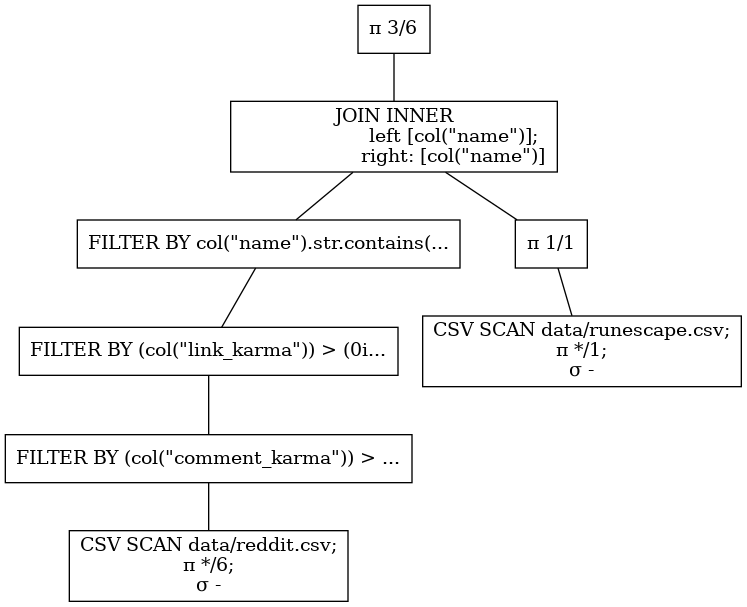 π 3/6
JOIN INNER
left [col("name")];
right: [col("name")]
FILTER BY col("name").str.contains(...
π 1/1
FILTER BY (col("link_karma")) > (0i...
CSV SCAN data/runescape.csv;
π */1;
σ -
FILTER BY (col("comment_karma")) > ...
CSV SCAN data/reddit.csv;
π */6;
σ -